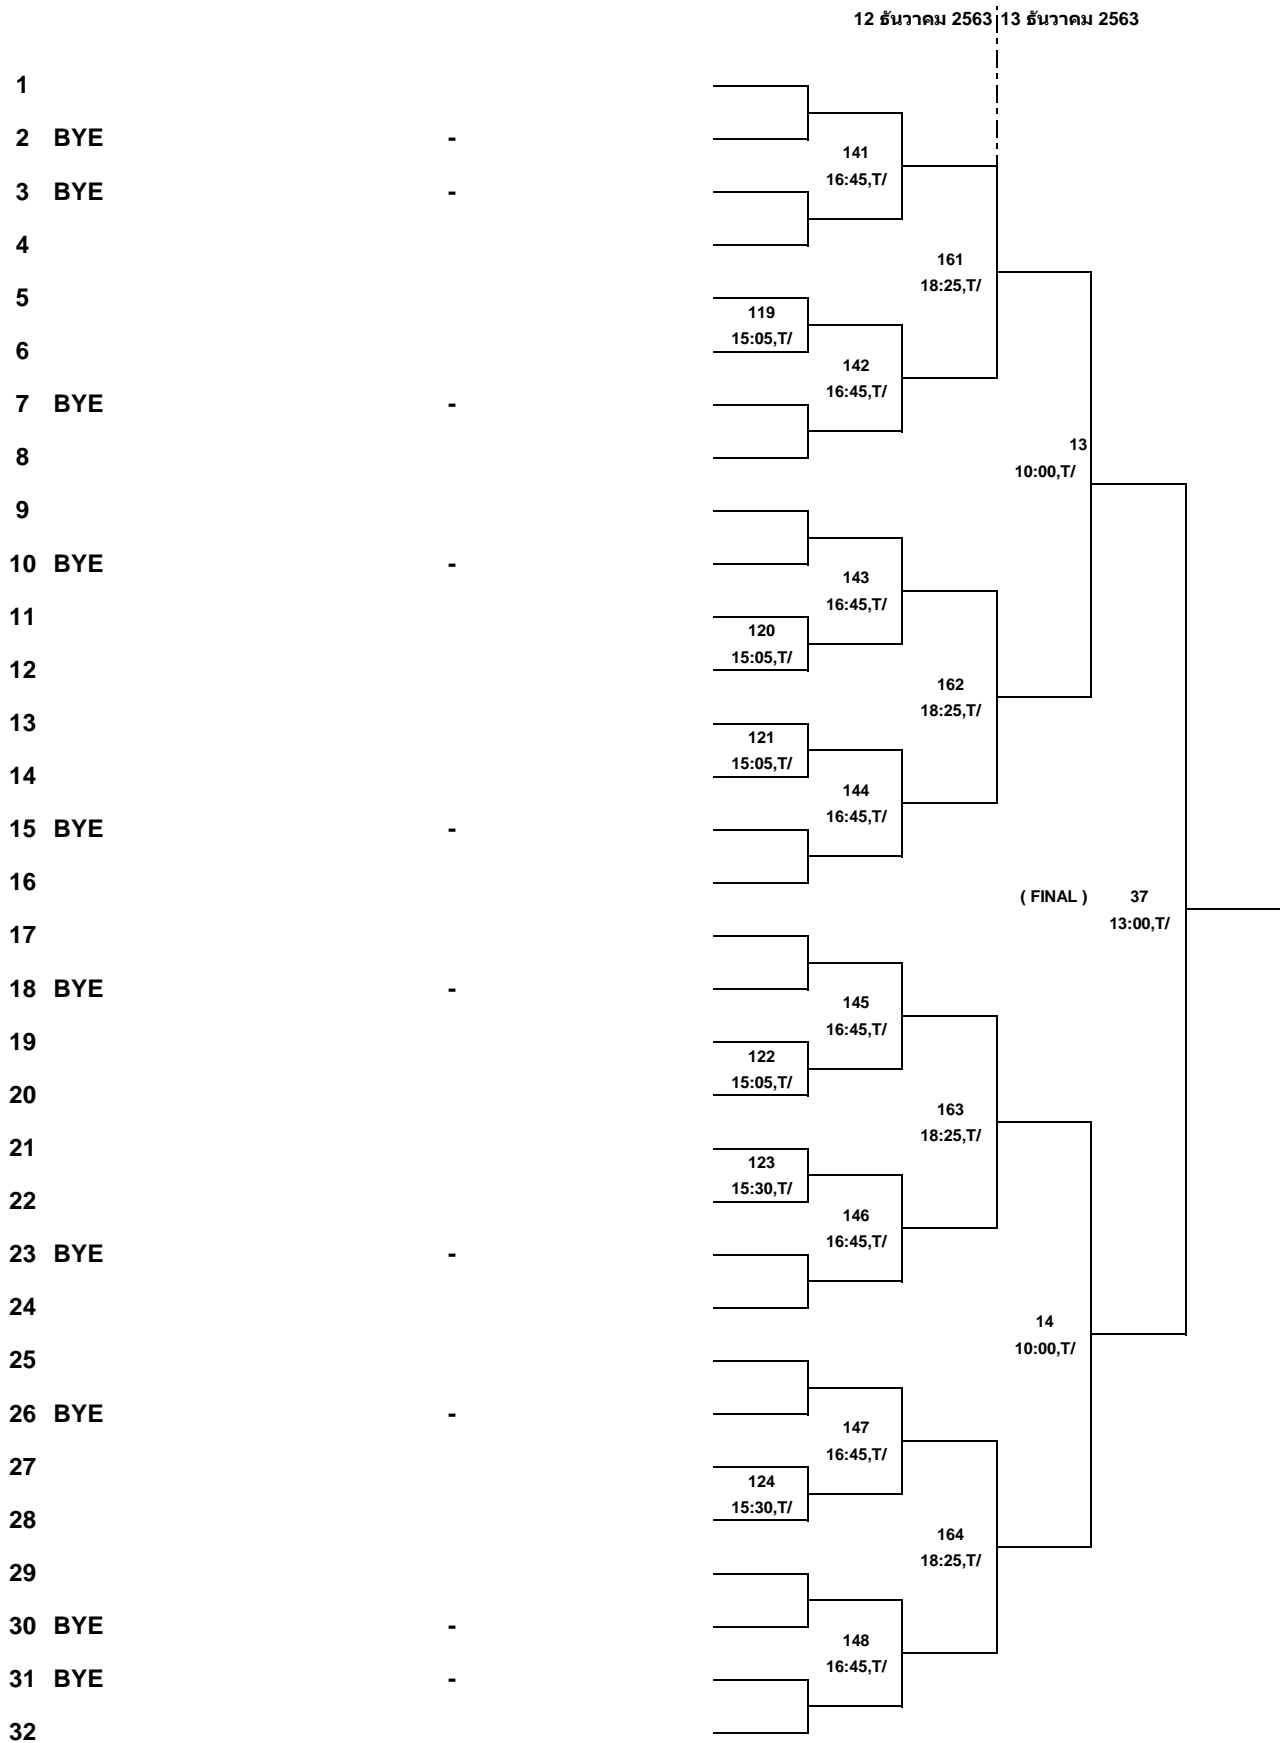 12 ธันวาคม 2563 13 ธันวาคม 2563
1
2 BYE -
141
16:45,T/
3 BYE -
4
161
18:25,T/
5
119
15:05,T/
6
142
16:45,T/
7 BYE -
8
13
10:00,T/
9
10 BYE -
143
16:45,T/
11
120
15:05,T/
12
162
18:25,T/
13
121
15:05,T/
14
144
16:45,T/
15 BYE -
16
( FINAL ) 37
13:00,T/
17
18 BYE -
145
16:45,T/
19
122
15:05,T/
20
163
18:25,T/
21
123
15:30,T/
22
146
16:45,T/
23 BYE -
24
14
10:00,T/
25
26 BYE -
147
16:45,T/
27
124
15:30,T/
28
164
18:25,T/
29
30 BYE -
148
16:45,T/
31 BYE -
32